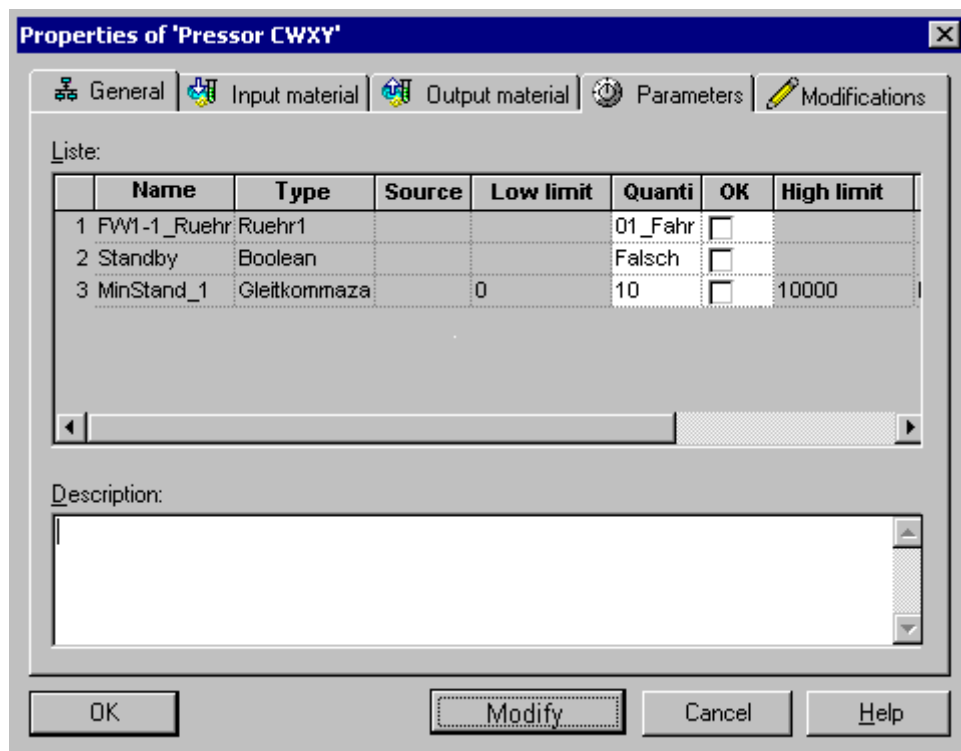 Properties of 'Pressor CWXY'
General Input material Output material Parameters Modifications
Liste:
Name Type Source Low limit Quanti OK High limit
1 FW1-1_Ruehr Ruehr1 01_Fahr
2 Standby Boolean Falsch
3 MinStand_1 Gleitkommaza 0 10 10000
Description:
OK Modify Cancel Help